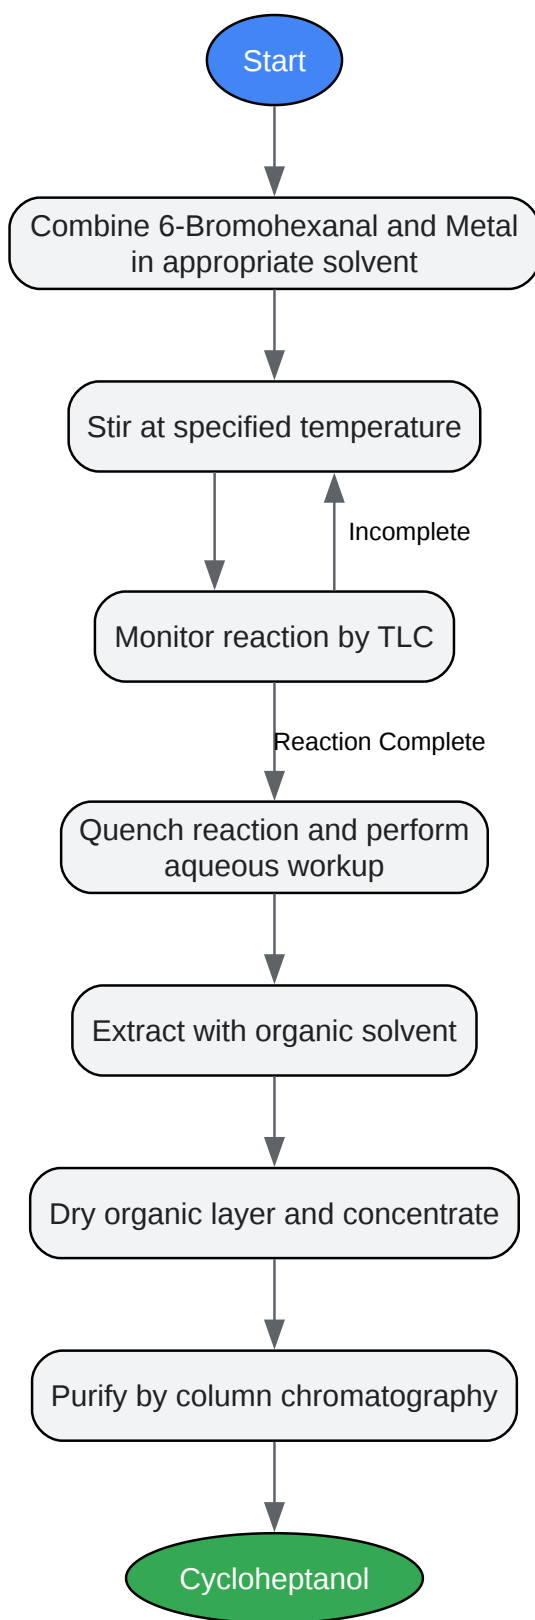 Start
Combine 6-Bromohexanal and Metal
in appropriate solvent
Stir at specified temperature
Incomplete
Monitor reaction by TLC
Reaction Complete
Quench reaction and perform
aqueous workup
Extract with organic solvent
Dry organic layer and concentrate
Purify by column chromatography
Cycloheptanol